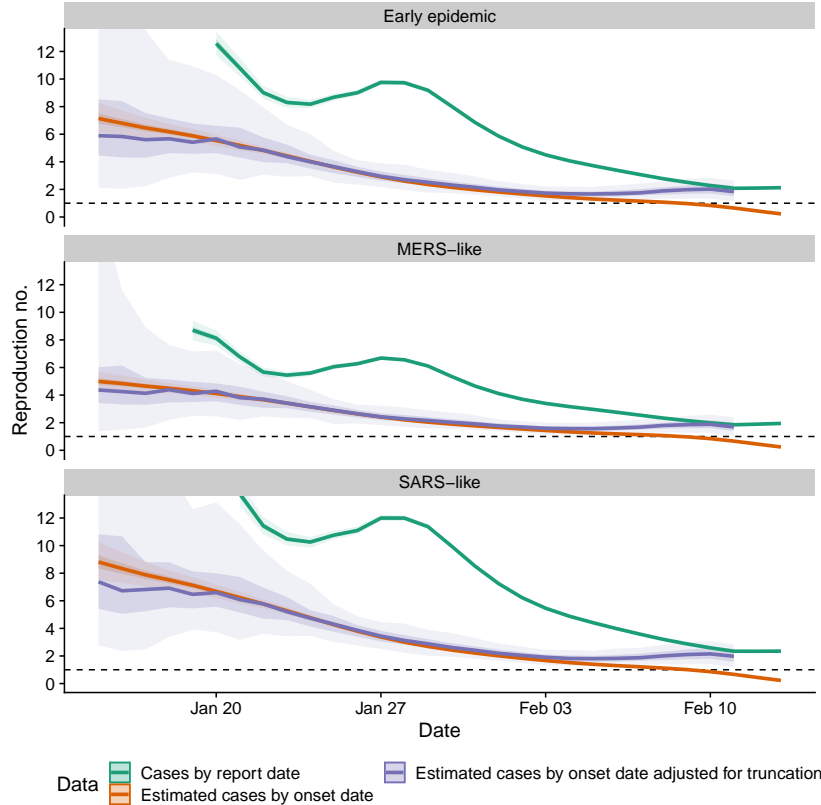 Early epidemic
12
10
8
6
4
2
0
MERS−like
12
10
8
6
4
2
0
Reproduction no.
SARS−like
12
10
8
6
4
2
0
Jan 20 Jan 27 Feb 03 Feb 10
Date
Data
Cases by report date
Estimated cases by onset date
Estimated cases by onset date adjusted for truncation